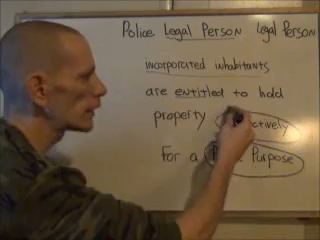 Police Legal Person Legal Person
incorporated inhabitants
are entitled to hold
property
For a Purpose